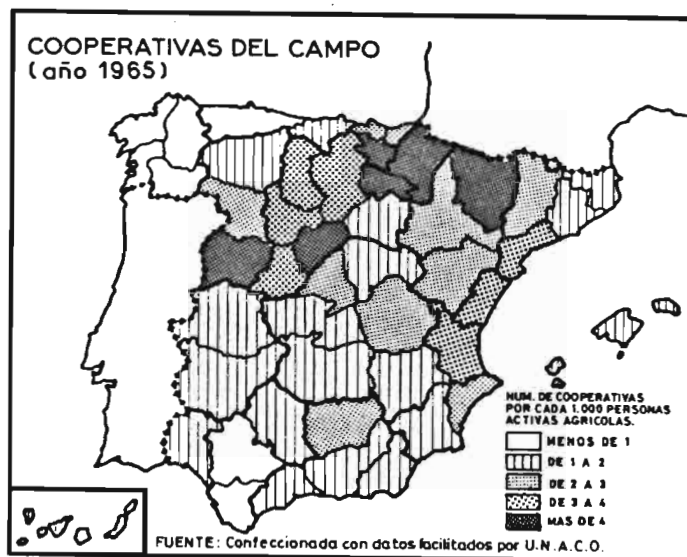 COOPERATIVAS DEL CAMPO
(año 1965)
NUM. DE COOPERATIVAS
POR CADA 1.000 PERSONAS
ACTIVAS AGRICOLAS.
MENOS DE 1
DE 1 A 2
DE 2 A 3
DE 3 A 4
MAS DE 4
FUENTE: Confeccionada con datos facilitados por U.N.A.CO.